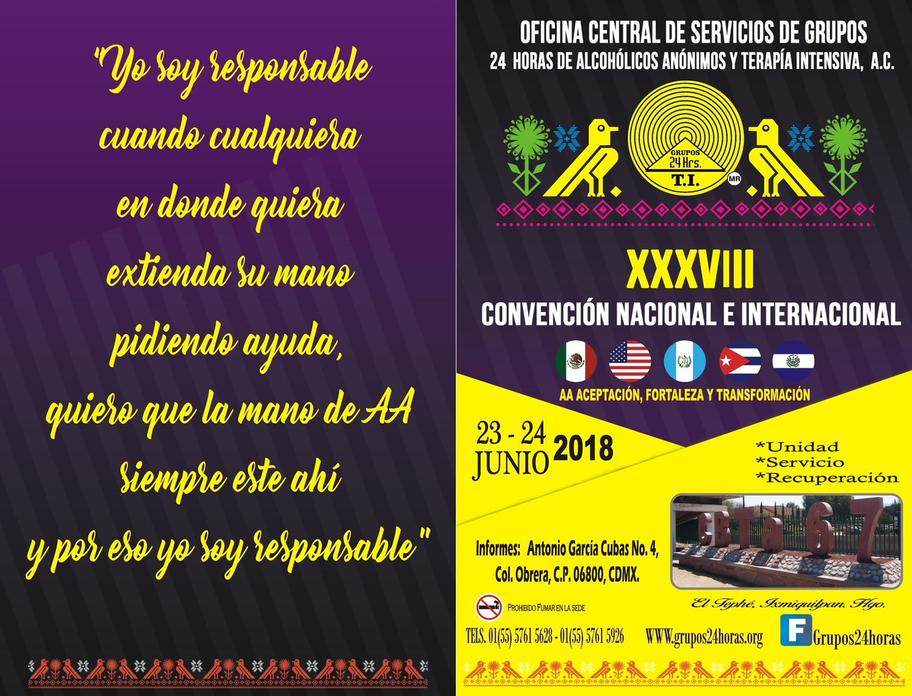 "Yo soy responsable
cuando cualquiera
en donde quiera
extienda su mano
pidiendo ayuda,
quiero que la mano de AA
siempre este ahí
y por eso yo soy responsable"
OFICINA CENTRAL DE SERVICIOS DE GRUPOS
24 HORAS DE ALCOHÓLICOS ANÓNIMOS Y TERAPÍA INTENSIVA, A.C.
GRUPOS
24 Hrs.
T.I.
MR
XXXVIII
CONVENCIÓN NACIONAL E INTERNACIONAL
AA ACEPTACIÓN, FORTALEZA Y TRANSFORMACIÓN
23 - 24
JUNIO 2018
*Unidad
*Servicio
*Recuperación
CBTa 67
Informes: Antonio García Cubas No. 4,
Col. Obrera, C.P. 06800, CDMX.
El Tephé, Ixmiquilpan, Hgo.
PROHIBIDO FUMAR EN LA SEDE
TELS. 01(55) 5761 5628 - 01(55) 5761 5926 WWW.grupos24horas.org F Grupos24horas